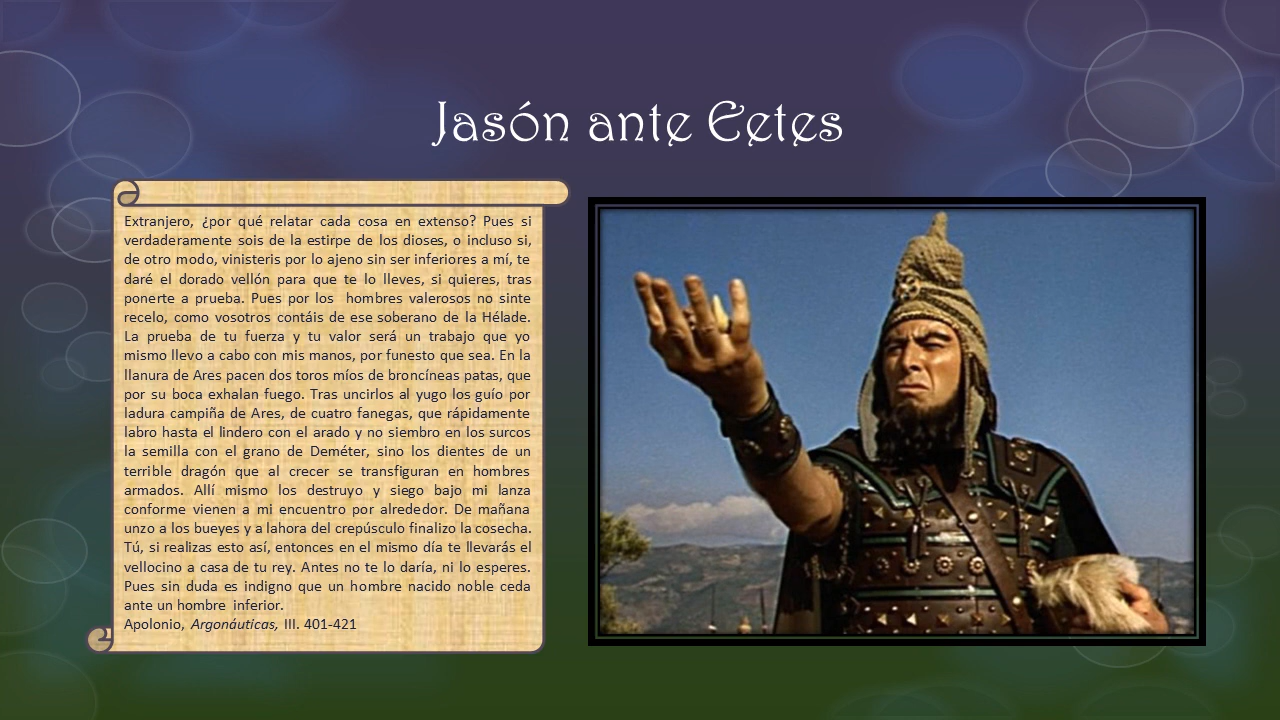 Jasón ante Eetes
Extranjero, ¿por qué relatar cada cosa en extenso? Pues si
verdaderamente sois de la estirpe de los dioses, o incluso si,
de otro modo, vinisteis por lo ajeno sin ser inferiores a mí, te
daré el dorado vellón para que te lo lleves, si quieres, tras
ponerte a prueba. Pues por los hombres valerosos no sinte
recelo, como vosotros contáis de ese soberano de la Hélade.
La prueba de tu fuerza y tu valor será un trabajo que yo
mismo llevo a cabo con mis manos, por funesto que sea. En la
llanura de Ares pacen dos toros míos de broncíneas patas, que
por su boca exhalan fuego. Tras uncirlos al yugo los guío por
ladura campiña de Ares, de cuatro fanegas, que rápidamente
labro hasta el lindero con el arado y no siembro en los surcos
la semilla con el grano de Deméter, sino los dientes de un
terrible dragón que al crecer se transfiguran en hombres
armados. Allí mismo los destruyo y siego bajo mi lanza
conforme vienen a mi encuentro por alrededor. De mañana
unzo a los bueyes y a lahora del crepúsculo finalizo la cosecha.
Tú, si realizas esto así, entonces en el mismo día te llevarás el
vellocino a casa de tu rey. Antes no te lo daría, ni lo esperes.
Pues sin duda es indigno que un hombre nacido noble ceda
ante un hombre inferior.
Apolonio, Argonáuticas, III. 401-421